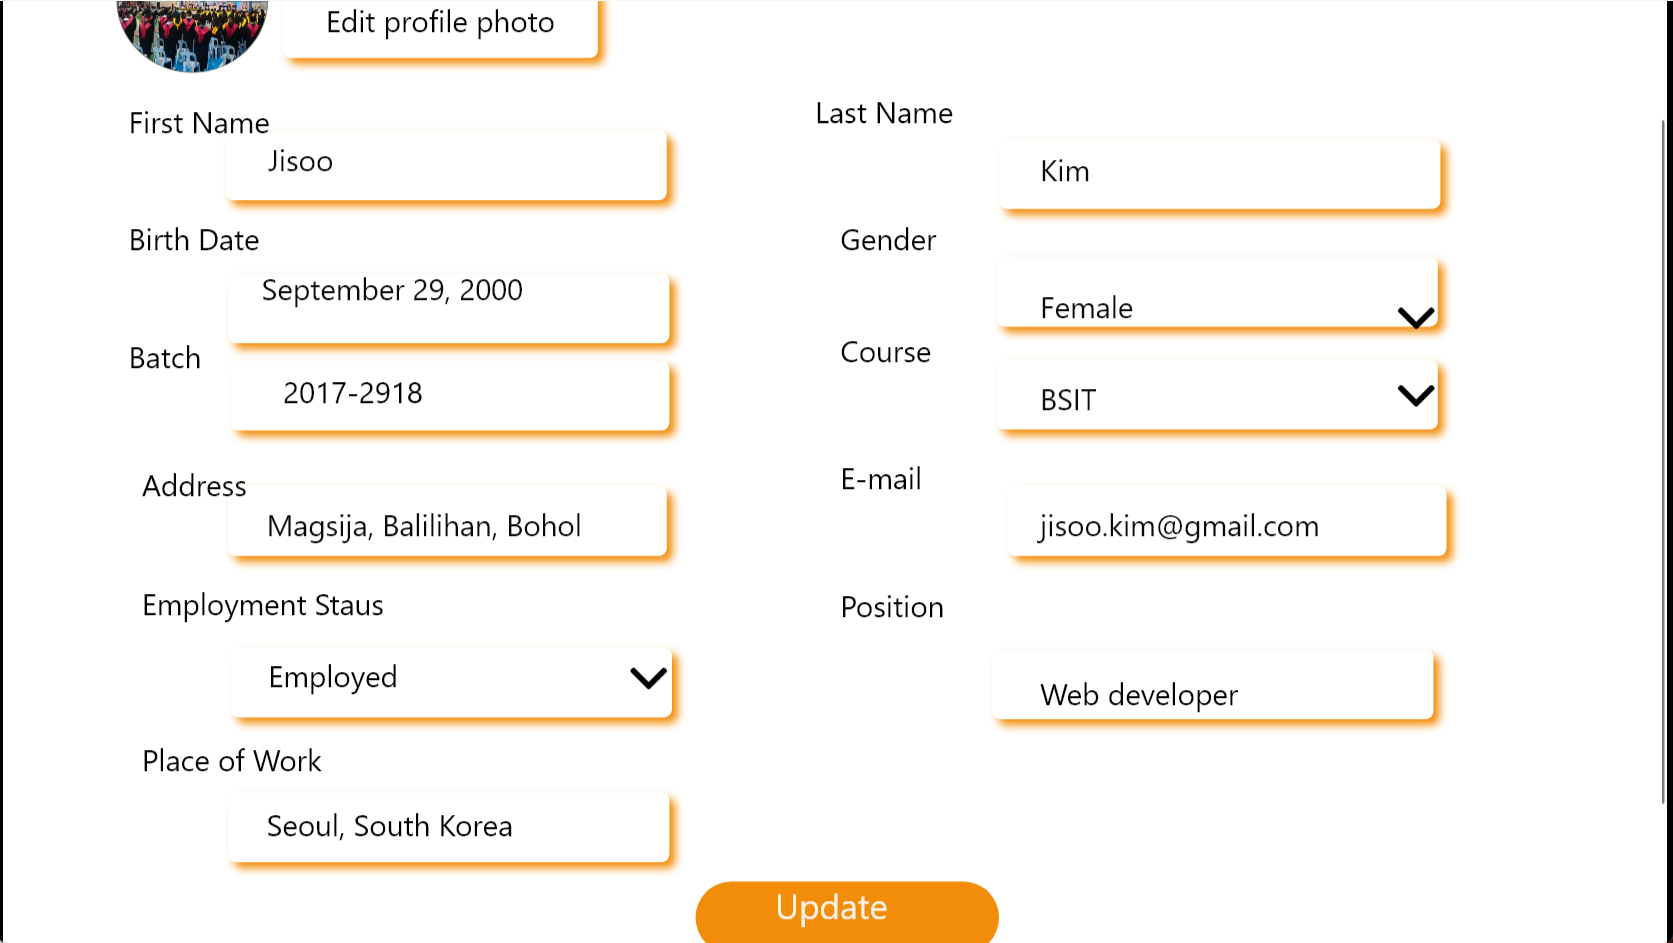 Edit profile photo
First Name
Last Name
Jisoo
Kim
Birth Date
Gender
September 29, 2000
Female
Batch
Course
2017-2918
BSIT
Address
E-mail
Magsija, Balilihan, Bohol
jisoo.kim@gmail.com
Employment Staus
Position
Employed
Web developer
Place of Work
Seoul, South Korea
Update